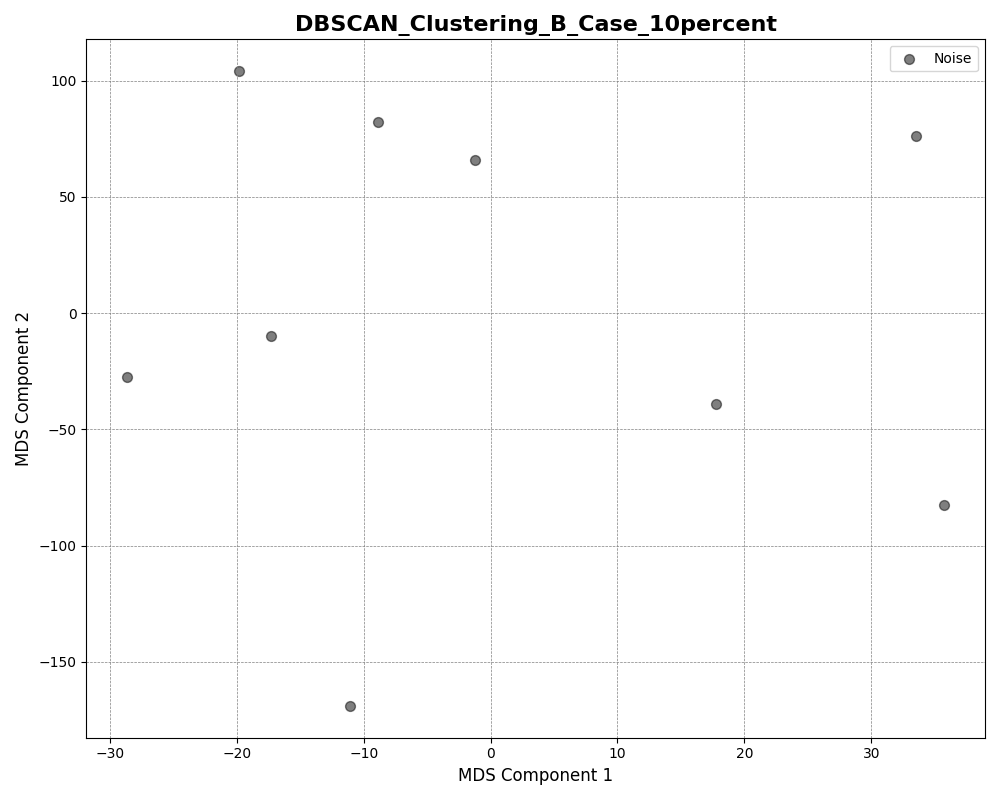 DBSCAN_Clustering_B_Case_10percent
Noise
100
50
0
−50
−100
−150
MDS Component 2
−30 −20 −10 0 10 20 30
MDS Component 1